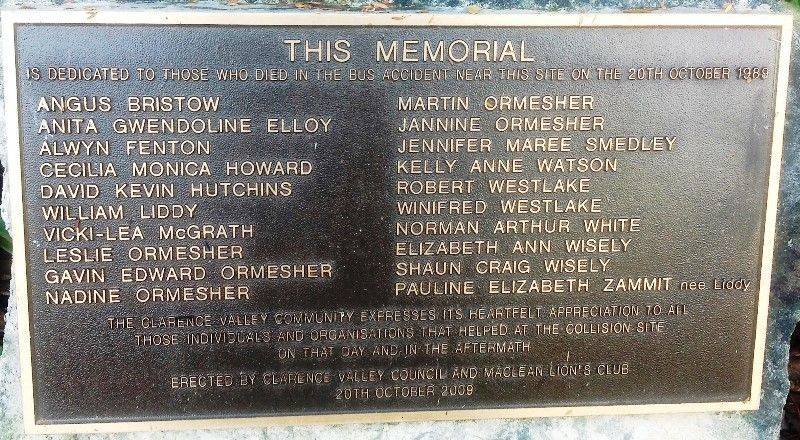 THIS MEMORIAL
IS DEDICATED TO THOSE WHO DIED IN THE BUS ACCIDENT NEAR THIS SITE ON THE 20TH OCTOBER 1989
ANGUS BRISTOW
ANITA GWENDOLINE ELLOY
ALWYN FENTON
CECILIA MONICA HOWARD
DAVID KEVIN HUTCHINS
WILLIAM LIDDY
VICKI-LEA McGRATH
LESLIE ORMESHER
GAVIN EDWARD ORMESHER
NADINE ORMESHER
MARTIN ORMESHER
JANNINE ORMESHER
JENNIFER MAREE SMEDLEY
KELLY ANNE WATSON
ROBERT WESTLAKE
WINIFRED WESTLAKE
NORMAN ARTHUR WHITE
ELIZABETH ANN WISELY
SHAUN CRAIG WISELY
PAULINE ELIZABETH ZAMMIT nee Liddy
THE CLARENCE VALLEY COMMUNITY EXPRESSES ITS HEARTFELT APPRECIATION TO ALL
THOSE INDIVIDUALS AND ORGANISATIONS THAT HELPED AT THE COLLISION SITE
ON THAT DAY AND IN THE AFTERMATH
ERECTED BY CLARENCE VALLEY COUNCIL AND MACLEAN LION'S CLUB
20TH OCTOBER 2009